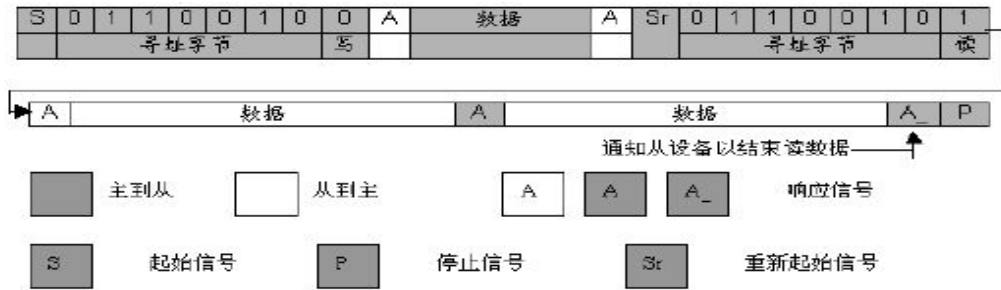 S 0 1 1 0 0 1 0 0 A 数据 A Sr 0 1 1 0 0 1 0 1
寻址字节 写 寻址字节 读
A 数据 A 数据 A_ P
通知从设备以结束读数据
主到从 从到主 A A A_ 响应信号
S 起始信号 P 停止信号 Sr 重新起始信号